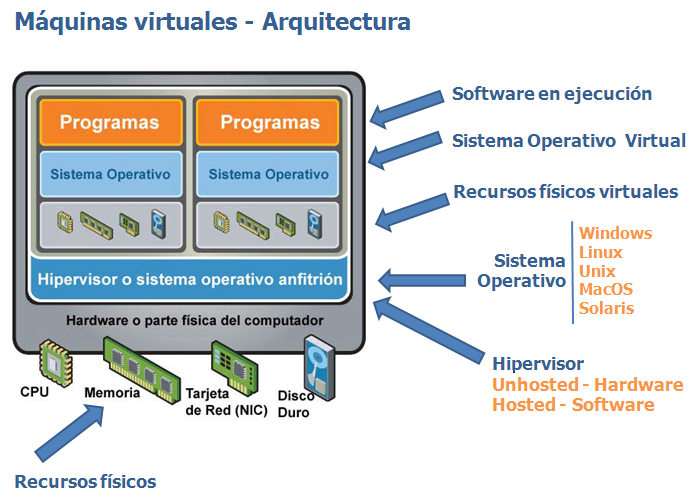 Máquinas virtuales - Arquitectura
Programas
Programas
Sistema Operativo
Sistema Operativo
Hipervisor o sistema operativo anfitrión
Hardware o parte física del computador
CPU
Memoria
Tarjeta
de Red (NIC)
Disco
Duro
Recursos físicos
Software en ejecución
Sistema Operativo Virtual
Recursos físicos virtuales
Sistema
Operativo
Windows
Linux
Unix
MacOS
Solaris
Hipervisor
Unhosted - Hardware
Hosted - Software